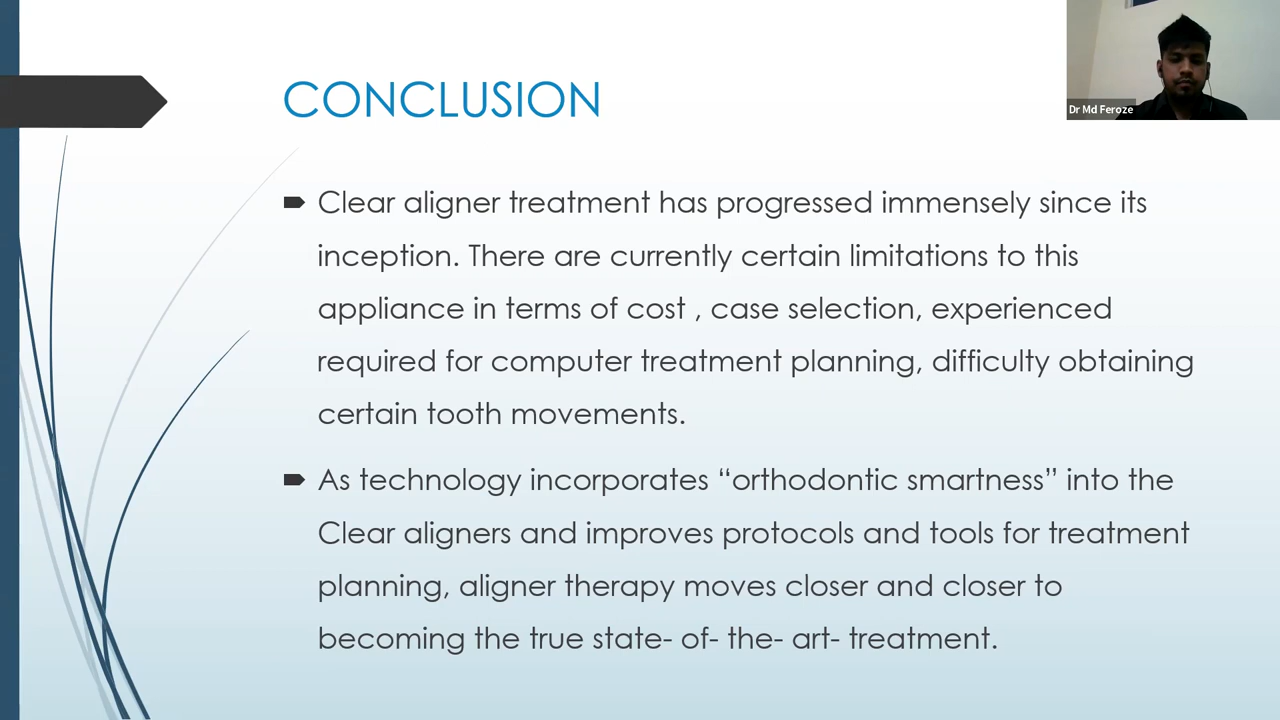 CONCLUSION
Dr Md Feroze
Clear aligner treatment has progressed immensely since its
inception. There are currently certain limitations to this
appliance in terms of cost , case selection, experienced
required for computer treatment planning, difficulty obtaining
certain tooth movements.
As technology incorporates “orthodontic smartness” into the
Clear aligners and improves protocols and tools for treatment
planning, aligner therapy moves closer and closer to
becoming the true state- of- the- art- treatment.